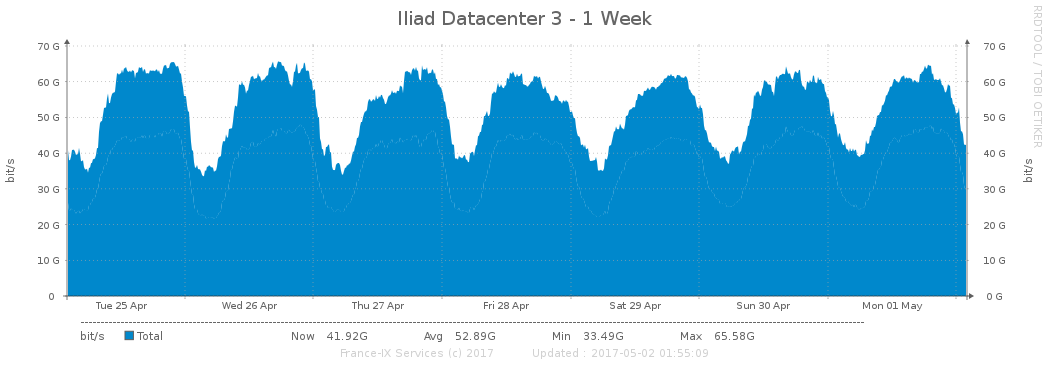 Iliad Datacenter 3 - 1 Week
RRDTOOL / TOBI OETIKER
70 G 70 G
60 G 60 G
50 G 50 G
40 G 40 G
30 G 30 G
20 G 20 G
10 G 10 G
0 0 G
bit/s bit/s
Tue 25 Apr Wed 26 Apr Thu 27 Apr Fri 28 Apr Sat 29 Apr Sun 30 Apr Mon 01 May
bit/s Total Now 41.92G Avg 52.89G Min 33.49G Max 65.58G
France-IX Services (c) 2017 Updated : 2017-05-02 01:55:09